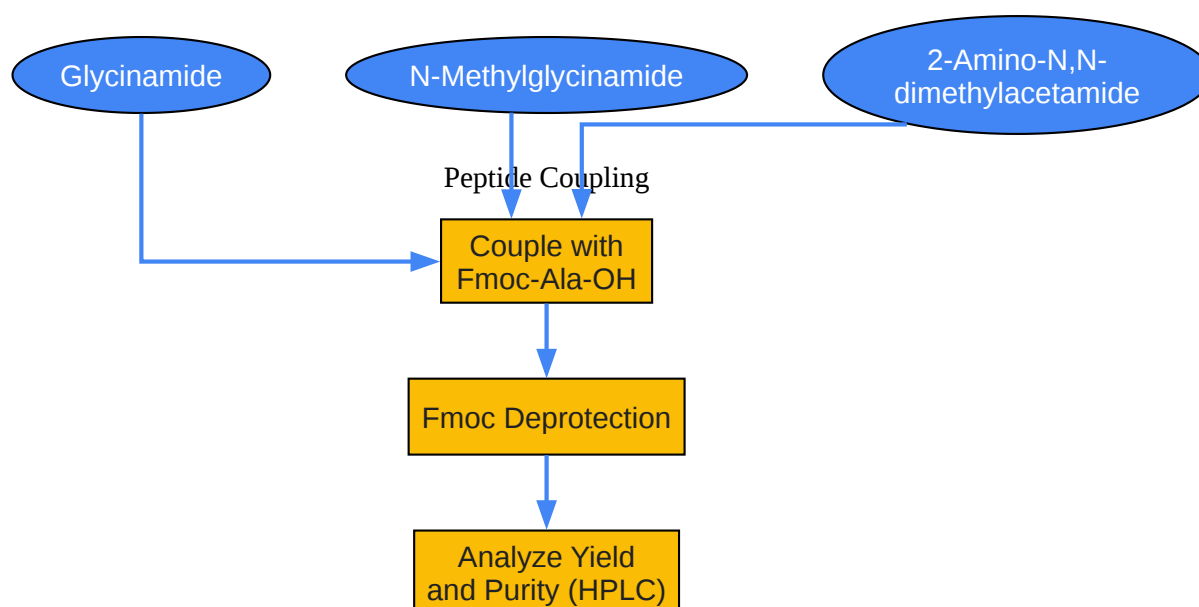 Glycinamide
N-Methylglycinamide
2-Amino-N,N-
dimethylacetamide
Peptide Coupling
Couple with
Fmoc-Ala-OH
Fmoc Deprotection
Analyze Yield
and Purity (HPLC)